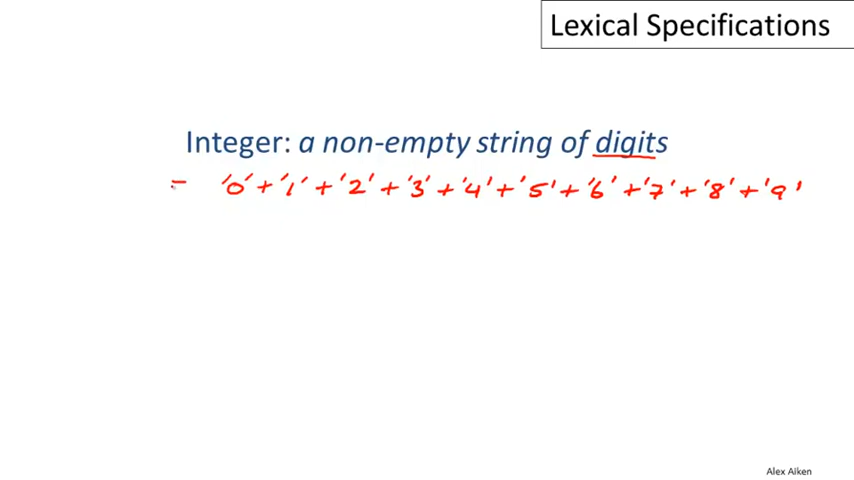 Lexical Specifications
Integer: a non-empty string of digits
= '0' + '1' + '2' + '3' + '4' + '5' + '6' + '7' + '8' + '9'
Alex Aiken